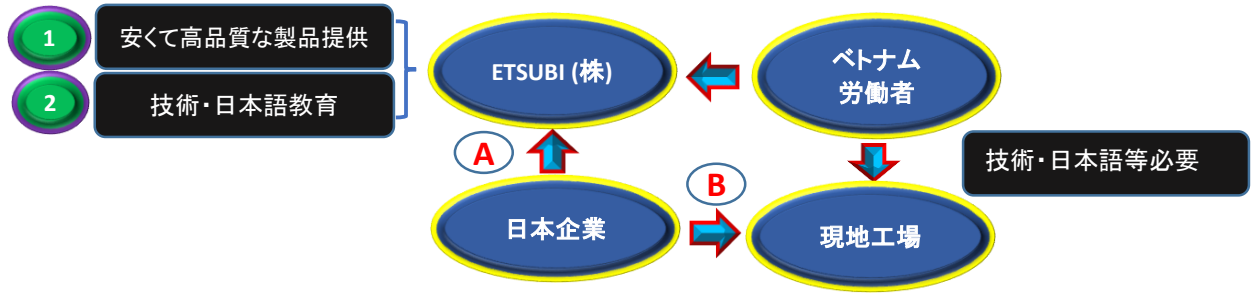 1
安くて高品質な製品提供
2
技術・日本語教育
ETSUBI (株)
ベトナム
労働者
A
B
技術・日本語等必要
日本企業
現地工場